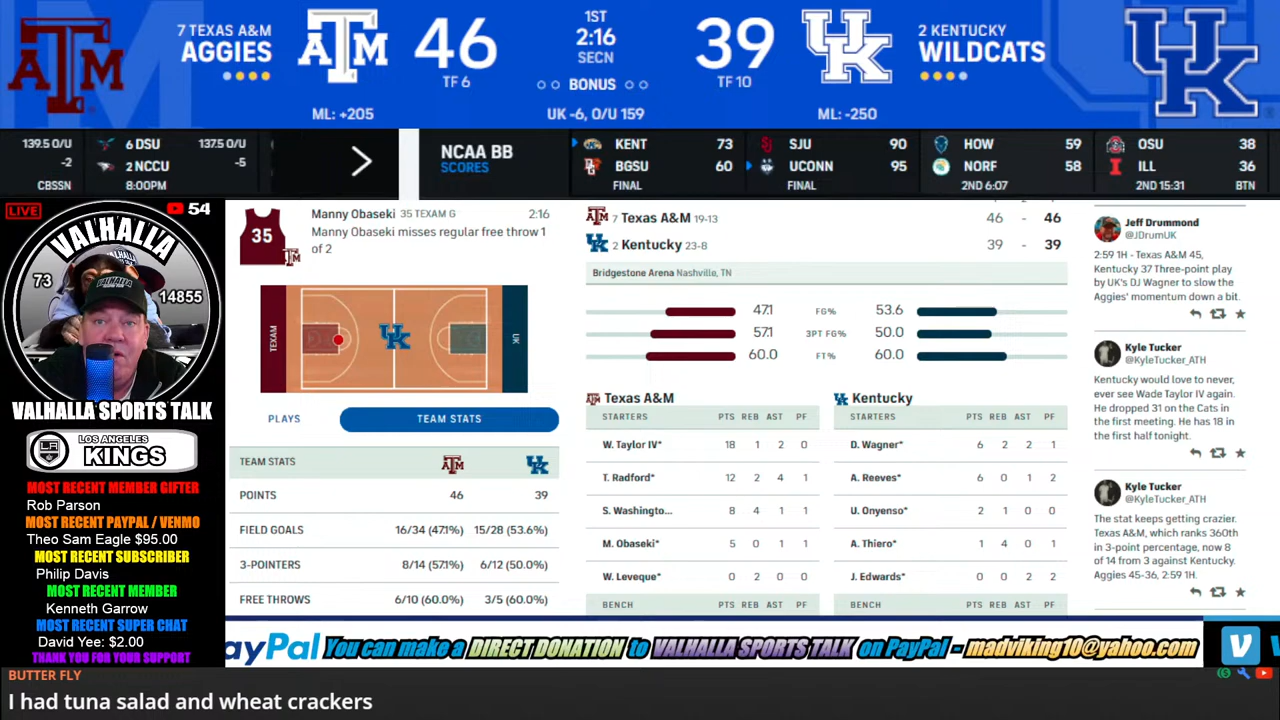 7 TEXAS A&M
AGGIES
46
TF 6
ML: +205
1ST
2:16
SECN
BONUS
UK -6, O/U 159
39
TF 10
ML: -250
2 KENTUCKY
WILDCATS
139.5 O/U
-2
CBSSN
6 DSU 137.5 O/U
2 NCCU -5
8:00PM
NCAA BB
SCORES
KENT 73
BGSU 60
FINAL
SJU 90
UCONN 95
FINAL
HOW 59
NORF 58
2ND 6:07
OSU 38
ILL 36
2ND 15:31 BTN
LIVE
54
VALHALLA
73
14855
VALHALLA SPORTS TALK
LOS ANGELES
KINGS
MOST RECENT MEMBER GIFTER
Rob Parson
MOST RECENT PAYPAL / VENMO
Theo Sam Eagle $95.00
MOST RECENT SUBSCRIBER
Philip Davis
MOST RECENT MEMBER
Kenneth Garrow
MOST RECENT SUPER CHAT
David Yee: $2.00
THANK YOU FOR YOUR SUPPORT
35
Manny Obaseki 35 TEXAM G 2:16
Manny Obaseki misses regular free throw 1
of 2
TEXAM
UK
PLAYS
TEAM STATS
TEAM STATS
POINTS 46 39
FIELD GOALS 16/34 (47.1%) 15/28 (53.6%)
3-POINTERS 8/14 (57.1%) 6/12 (50.0%)
FREE THROWS 6/10 (60.0%) 3/5 (60.0%)
7 Texas A&M 19-13 46 - 46
2 Kentucky 23-8 39 - 39
Bridgestone Arena Nashville, TN
47.1 FG% 53.6
57.1 3PT FG% 50.0
60.0 FT% 60.0
Texas A&M
STARTERS PTS REB AST PF
W. Taylor IV* 18 1 2 0
T. Radford* 12 2 4 1
S. Washingto... 8 4 1 1
M. Obaseki* 5 0 1 1
W. Leveque* 0 2 0 0
BENCH PTS REB AST PF
Kentucky
STARTERS PTS REB AST PF
D. Wagner* 6 2 2 1
A. Reeves* 6 0 1 2
U. Onyenso* 2 1 0 0
A. Thiero* 1 4 0 1
J. Edwards* 0 0 2 2
BENCH PTS REB AST PF
Jeff Drummond
@JDrumUK
2:59 1H - Texas A&M 45,
Kentucky 37 Three-point play
by UK's DJ Wagner to slow the
Aggies' momentum down a bit.
Kyle Tucker
@KyleTucker_ATH
Kentucky would love to never,
ever see Wade Taylor IV again.
He dropped 31 on the Cats in
the first meeting. He has 18 in
the first half tonight.
Kyle Tucker
@KyleTucker_ATH
The stat keeps getting crazier.
Texas A&M, which ranks 360th
in 3-point percentage, now 8
of 14 from 3 against Kentucky.
Aggies 45-36, 2:59 1H.
ayPal You can make a DIRECT DONATION to VALHALLA SPORTS TALK on PayPal - madviking10@yahoo.com
BUTTER FLY
I had tuna salad and wheat crackers